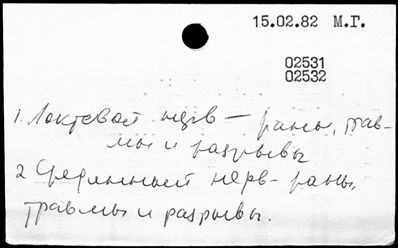 15.02.82 М.Г.
02531
02532
1. Локтевой нерв — раны, трав-
мы и разрывы
2 Срединный нерв - раны,
травмы и разрывы.